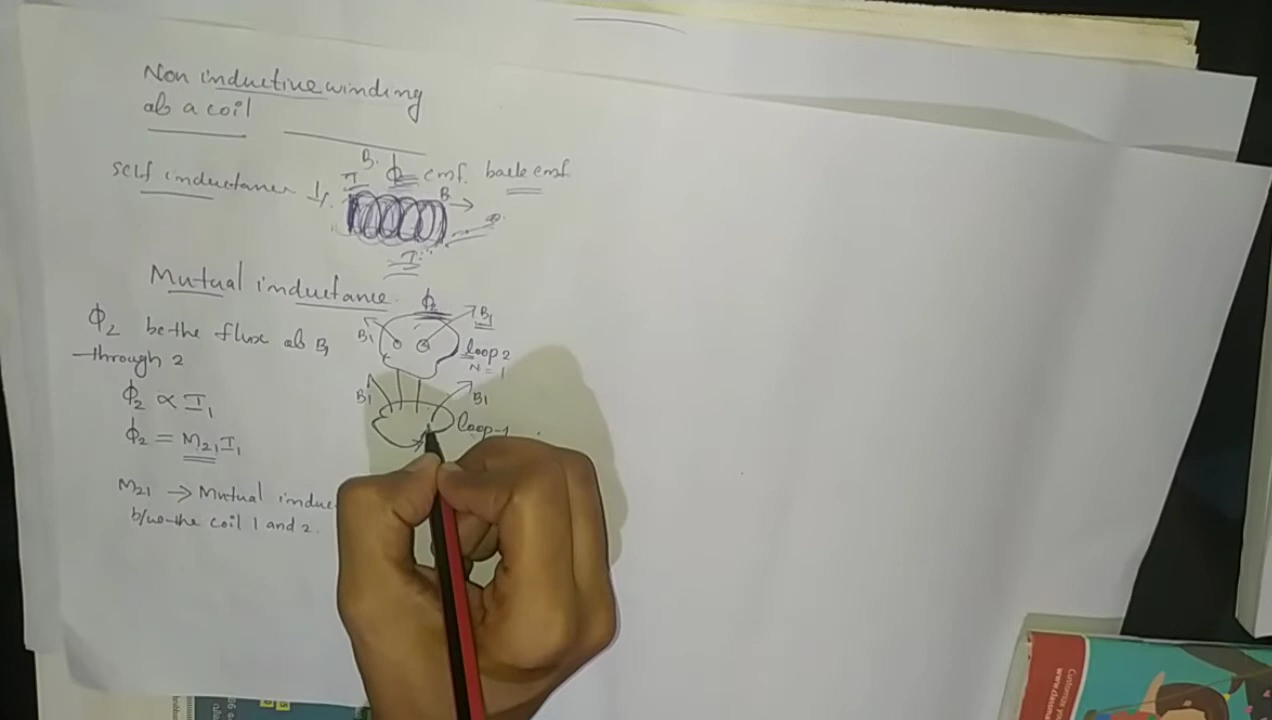 Non inductive winding
ob a coil
B. ϕ emf. back emf
I
Self inductance L.
B
I
Mutual inductance.
ϕ2
B1
ϕ2 be the flux ob B1
through 2
B1
loop 2
N = 1
ϕ2 ∝ I1
B1
B1
loop-1
ϕ2 = M21 I1
M21 → Mutual induc
b/w the coil 1 and 2.